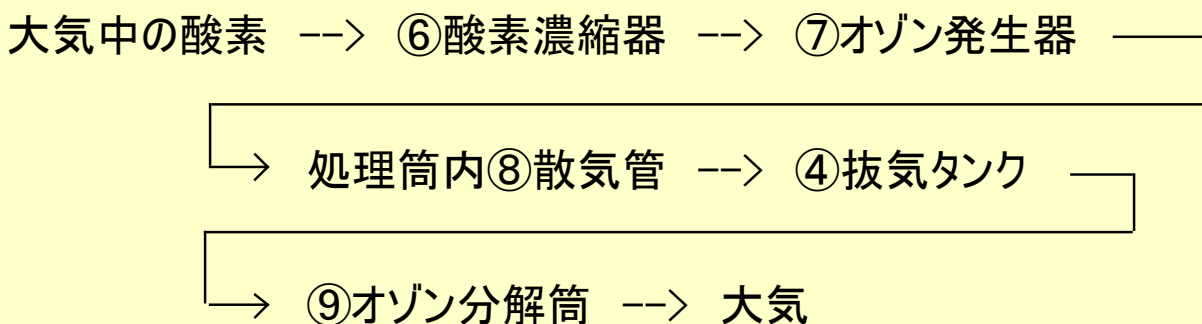 大気中の酸素 --> ⑥酸素濃縮器 --> ⑦オゾン発生器
処理筒内⑧散気管 --> ④抜気タンク
⑨オゾン分解筒 --> 大気